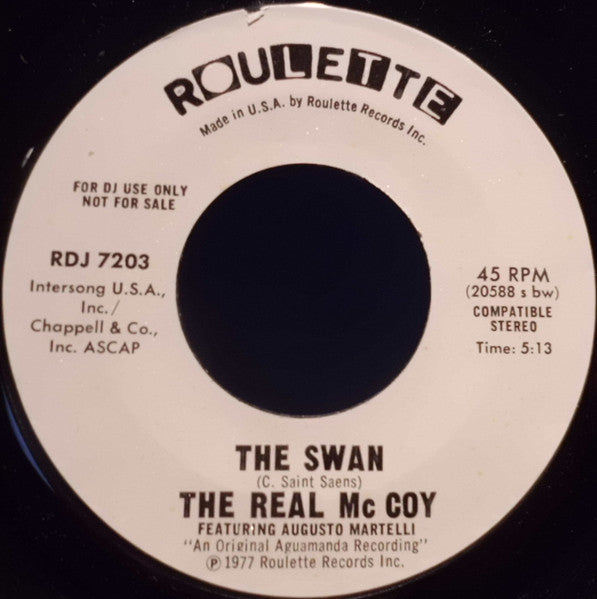 ROULETTE
Made in U.S.A. by Roulette Records Inc.
FOR DJ USE ONLY
NOT FOR SALE
RDJ 7203
Intersong U.S.A.,
Inc./
Chappell & Co.,
Inc. ASCAP
45 RPM
(20588 s bw)
COMPATIBLE
STEREO
Time: 5:13
THE SWAN
(C. Saint Saens)
THE REAL Mc COY
FEATURING AUGUSTO MARTELLI
"An Original Aguamanda Recording"
℗ 1977 Roulette Records Inc.